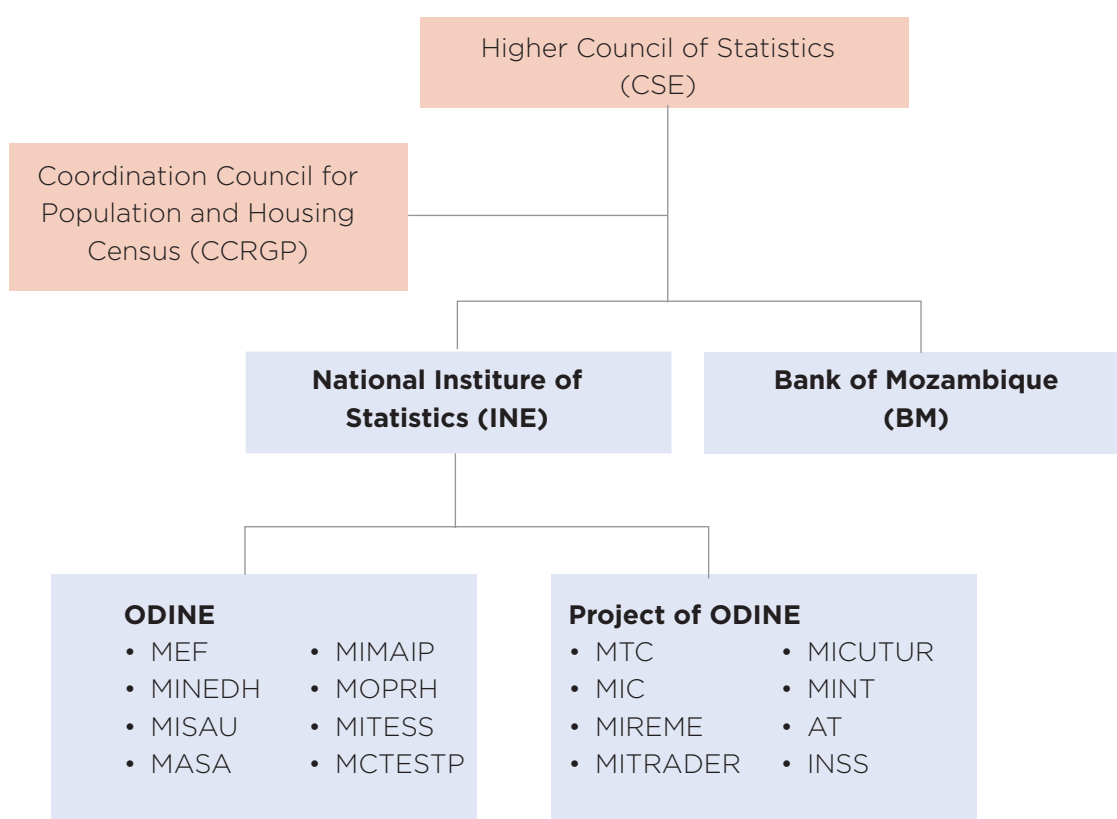 Higher Council of Statistics
(CSE)
Coordination Council for
Population and Housing
Census (CCRGP)
National Institure of
Statistics (INE)
Bank of Mozambique
(BM)
ODINE
• MEF
• MINEDH
• MISAU
• MASA
• MIMAIP
• MOPRH
• MITESS
• MCTESTP
Project of ODINE
• MTC
• MIC
• MIREME
• MITRADER
• MICUTUR
• MINT
• AT
• INSS